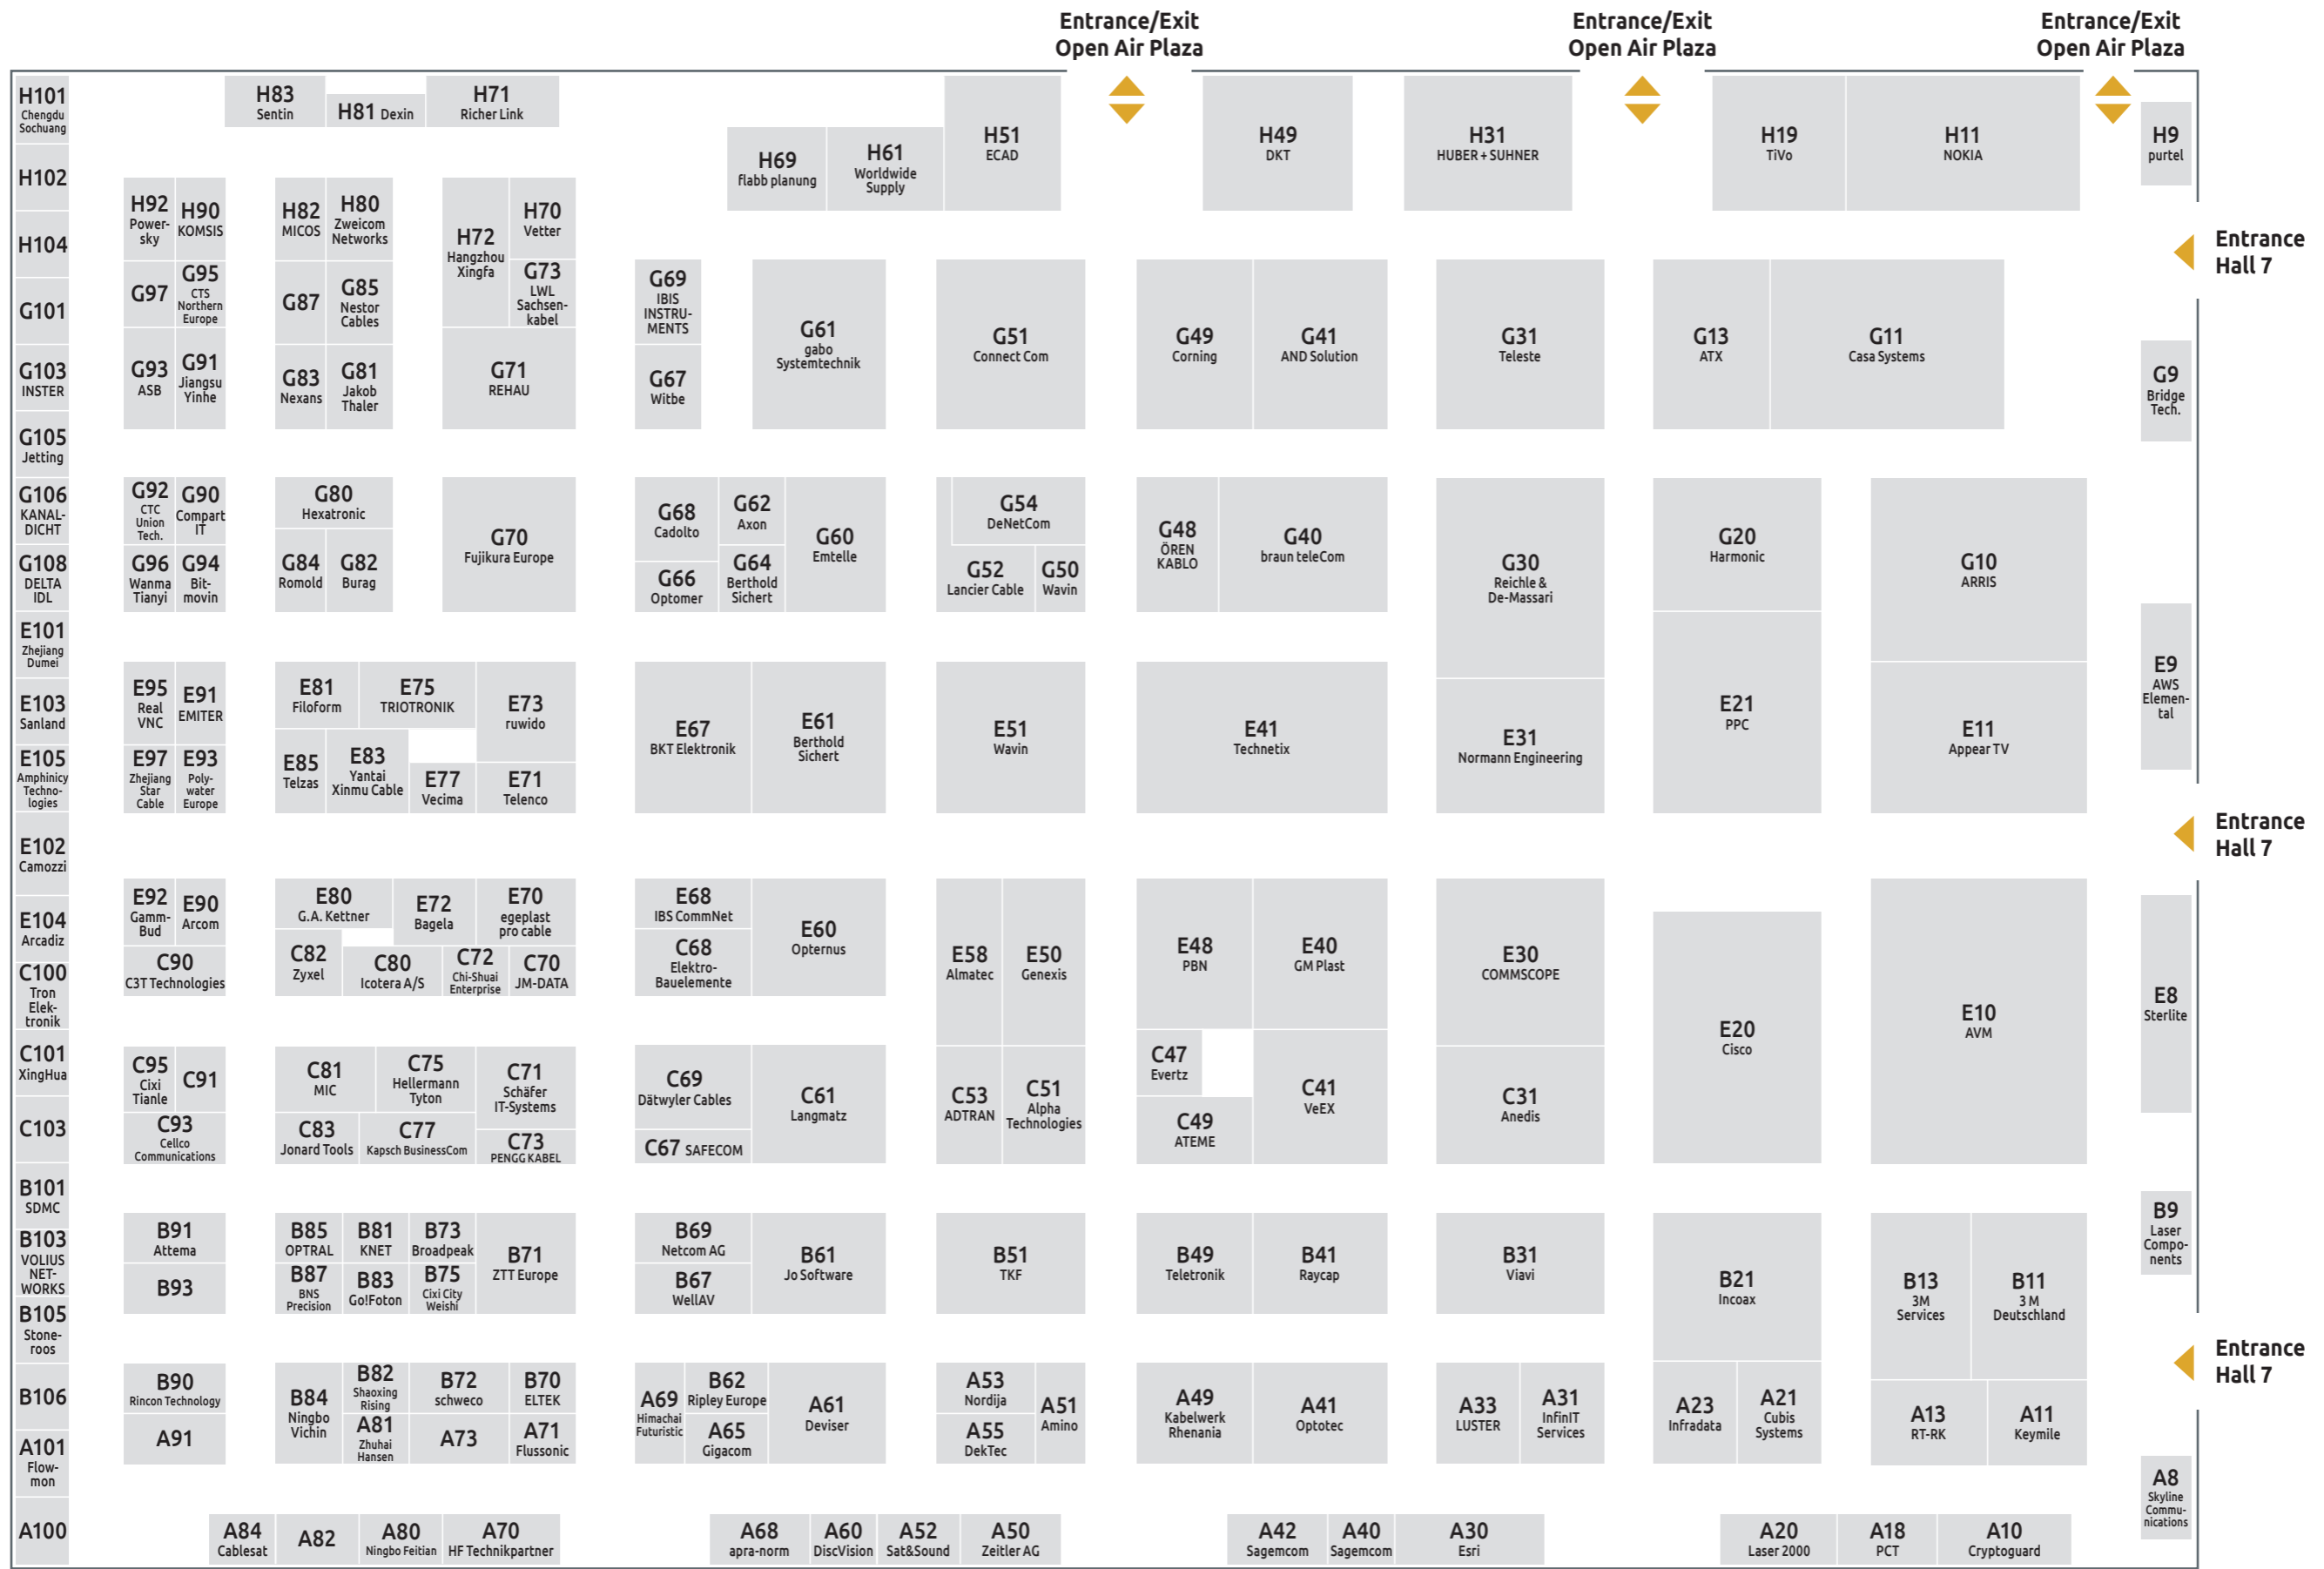 Entrance/Exit
Open Air Plaza
Entrance/Exit
Open Air Plaza
Entrance/Exit
Open Air Plaza
H101
Chengdu
Sochuang
H83
Sentin
H81 Dexin
H71
Richer Link
H69
flabb planung
H61
Worldwide
Supply
H51
ECAD
H49
DKT
H31
HUBER + SUHNER
H19
TiVo
H11
NOKIA
H9
purtel
H102
H104
G101
G103
INSTER
G105
Jetting
H92
Power-
sky
H90
KOMSIS
H82
MICOS
H80
Zweicom
Networks
H72
Hangzhou
Xingfa
H70
Vetter
G97
G95
CTS
Northern
Europe
G87
G85
Nestor
Cables
G73
LWL
Sachsen-
kabel
G93
ASB
G91
Jiangsu
Yinhe
G83
Nexans
G81
Jakob
Thaler
G71
REHAU
G69
IBIS
INSTRU-
MENTS
G67
Witbe
G61
gabo
Systemtechnik
G51
Connect Com
G49
Corning
G41
AND Solution
G31
Teleste
G13
ATX
G11
Casa Systems
G9
Bridge
Tech.
Entrance
Hall 7
G106
KANAL-
DICHT
G108
DELTA
IDL
E101
Zhejiang
Dumei
G92
CTC
Union
Tech.
G90
Compart
IT
G96
Wanma
Tianyi
G94
Bit-
movin
G80
Hexatronic
G84
Romold
G82
Burag
G70
Fujikura Europe
G68
Cadolto
G66
Optomer
G62
Axon
G64
Berthold
Sichert
G60
Emtelle
G54
DeNetCom
G52
Lancier Cable
G50
Wavin
G48
ÖREN
KABLO
G40
braun teleCom
G30
Reichle &
De-Massari
G20
Harmonic
G10
ARRIS
E103
Sanland
E105
Amphinicy
Techno-
logies
E102
Camozzi
E95
Real
VNC
E91
EMITER
E97
Zhejiang
Star
Cable
E93
Poly-
water
Europe
E81
Filoform
E75
TRIOTRONIK
E73
ruwido
E85
Telzas
E83
Yantai
Xinmu Cable
E77
Vecima
E71
Telenco
E67
BKT Elektronik
E61
Berthold
Sichert
E51
Wavin
E41
Technetix
E31
Normann Engineering
E21
PPC
E11
Appear TV
E9
AWS
Elemen-
tal
Entrance
Hall 7
E104
Arcadiz
C100
Tron
Elek-
tronik
E92
Gamm-
Bud
E90
Arcom
C90
C3T Technologies
E80
G.A. Kettner
E72
Bagela
E70
egeplast
pro cable
C82
Zyxel
C80
Icotera A/S
C72
Chi-Shuai
Enterprise
C70
JM-DATA
E68
IBS CommNet
C68
Elektro-
Bauelemente
E60
Opternus
E58
Almatec
E50
Genexis
E48
PBN
E40
GM Plast
E30
COMMSCOPE
E20
Cisco
E10
AVM
E8
Sterlite
C101
XingHua
C103
C95
Cixi
Tianle
C91
C93
Cellco
Communications
C81
MIC
C75
Hellermann
Tyton
C71
Schäfer
IT-Systems
C83
Jonard Tools
C77
Kapsch BusinessCom
C73
PENGG KABEL
C69
Dätwyler Cables
C67 SAFECOM
C61
Langmatz
C53
ADTRAN
C51
Alpha
Technologies
C47
Evertz
C49
ATEME
C41
VeEX
C31
Anedis
B101
SDMC
B103
VOLIUS
NET-
WORKS
B105
Stone-
roos
B91
Attema
B93
B85
OPTRAL
B81
KNET
B73
Broadpeak
B87
BNS
Precision
B83
Go!Foton
B75
Cixi City
Weishi
B71
ZTT Europe
B69
Netcom AG
B67
WellAV
B61
Jo Software
B51
TKF
B49
Teletronik
B41
Raycap
B31
Viavi
B21
Incoax
B13
3M
Services
B11
3 M
Deutschland
B9
Laser
Compo-
nents
Entrance
Hall 7
B106
A101
Flow-
mon
A100
B90
Rincon Technology
A91
B84
Ningbo
Vichin
B82
Shaoxing
Rising
A81
Zhuhai
Hansen
B72
schweco
A73
B70
ELTEK
A71
Flussonic
A69
Himachai
Futuristic
B62
Ripley Europe
A65
Gigacom
A61
Deviser
A53
Nordija
A55
DekTec
A51
Amino
A49
Kabelwerk
Rhenania
A41
Optotec
A33
LUSTER
A31
InfinIT
Services
A23
Infradata
A21
Cubis
Systems
A13
RT-RK
A11
Keymile
A8
Skyline
Commu-
nications
A84
Cablesat
A82
A80
Ningbo Feitian
A70
HF Technikpartner
A68
apra-norm
A60
DiscVision
A52
Sat&Sound
A50
Zeitler AG
A42
Sagemcom
A40
Sagemcom
A30
Esri
A20
Laser 2000
A18
PCT
A10
Cryptoguard